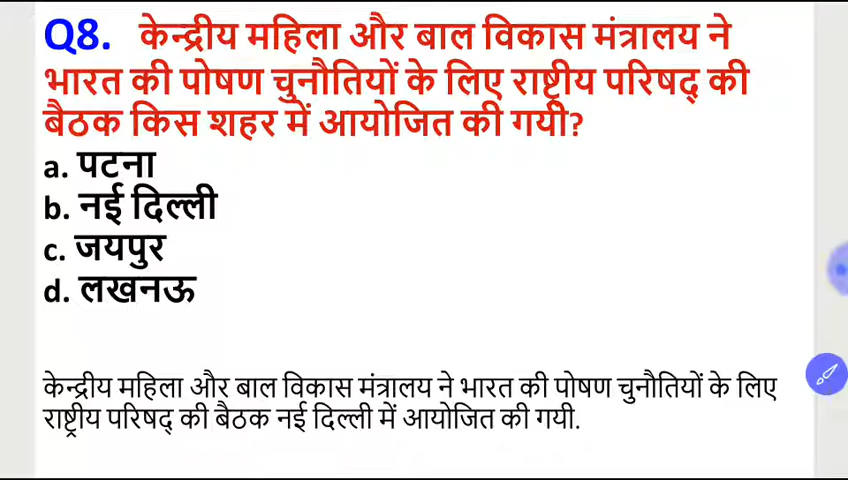 Q8. केन्द्रीय महिला और बाल विकास मंत्रालय ने
भारत की पोषण चुनौतियों के लिए राष्ट्रीय परिषद् की
बैठक किस शहर में आयोजित की गयी?
a. पटना
b. नई दिल्ली
c. जयपुर
d. लखनऊ
केन्द्रीय महिला और बाल विकास मंत्रालय ने भारत की पोषण चुनौतियों के लिए
राष्ट्रीय परिषद् की बैठक नई दिल्ली में आयोजित की गयी.